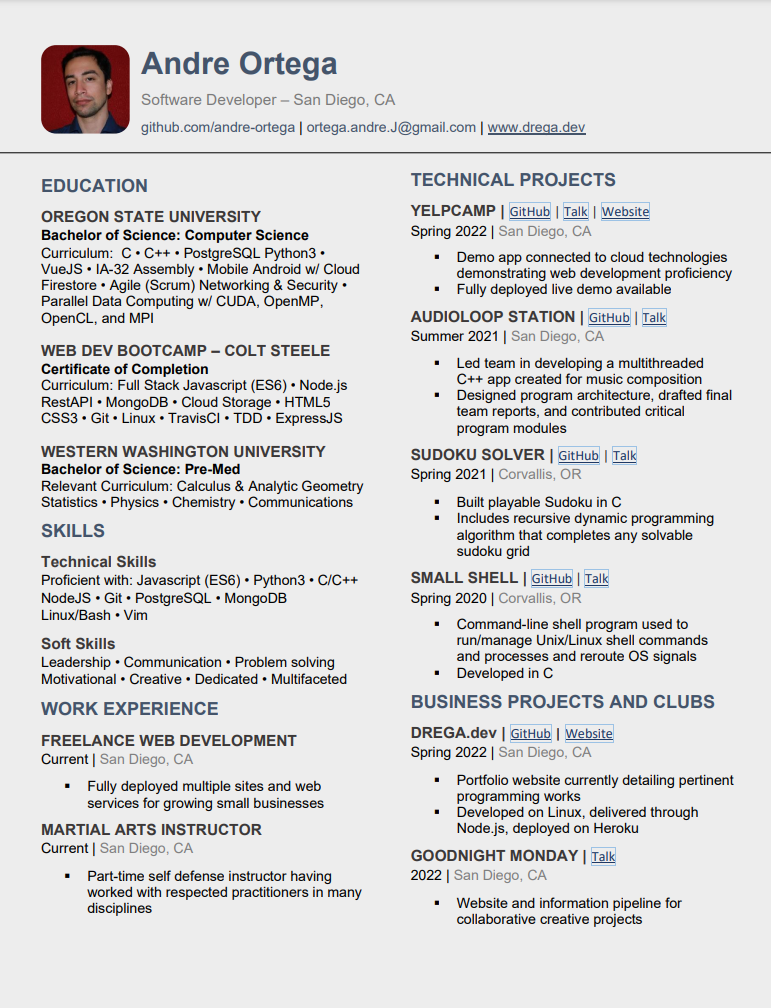 Andre Ortega
Software Developer – San Diego, CA
github.com/andre-ortega | ortega.andre.J@gmail.com | www.drega.dev
EDUCATION
OREGON STATE UNIVERSITY
Bachelor of Science: Computer Science
Curriculum:  C • C++ • PostgreSQL Python3 •
VueJS • IA-32 Assembly • Mobile Android w/ Cloud
Firestore • Agile (Scrum) Networking & Security •
Parallel Data Computing w/ CUDA, OpenMP,
OpenCL, and MPI
WEB DEV BOOTCAMP – COLT STEELE
Certificate of Completion
Curriculum: Full Stack Javascript (ES6) • Node.js
RestAPI • MongoDB • Cloud Storage • HTML5
CSS3 • Git • Linux • TravisCI • TDD • ExpressJS
WESTERN WASHINGTON UNIVERSITY
Bachelor of Science: Pre-Med
Relevant Curriculum: Calculus & Analytic Geometry
Statistics • Physics • Chemistry • Communications
SKILLS
Technical Skills
Proficient with: Javascript (ES6) • Python3 • C/C++
NodeJS • Git • PostgreSQL • MongoDB
Linux/Bash • Vim
Soft Skills
Leadership • Communication • Problem solving
Motivational • Creative • Dedicated • Multifaceted
WORK EXPERIENCE
FREELANCE WEB DEVELOPMENT
Current | San Diego, CA
▪ Fully deployed multiple sites and web
services for growing small businesses
MARTIAL ARTS INSTRUCTOR
Current | San Diego, CA
▪ Part-time self defense instructor having
worked with respected practitioners in many
disciplines
TECHNICAL PROJECTS
YELPCAMP | GitHub | Talk | Website
Spring 2022 | San Diego, CA
▪ Demo app connected to cloud technologies
demonstrating web development proficiency
▪ Fully deployed live demo available
AUDIOLOOP STATION | GitHub | Talk
Summer 2021 | San Diego, CA
▪ Led team in developing a multithreaded
C++ app created for music composition
▪ Designed program architecture, drafted final
team reports, and contributed critical
program modules
SUDOKU SOLVER | GitHub | Talk
Spring 2021 | Corvallis, OR
▪ Built playable Sudoku in C
▪ Includes recursive dynamic programming
algorithm that completes any solvable
sudoku grid
SMALL SHELL | GitHub | Talk
Spring 2020 | Corvallis, OR
▪ Command-line shell program used to
run/manage Unix/Linux shell commands
and processes and reroute OS signals
▪ Developed in C
BUSINESS PROJECTS AND CLUBS
DREGA.dev | GitHub | Website
Spring 2022 | San Diego, CA
▪ Portfolio website currently detailing pertinent
programming works
▪ Developed on Linux, delivered through
Node.js, deployed on Heroku
GOODNIGHT MONDAY | Talk
2022 | San Diego, CA
▪ Website and information pipeline for
collaborative creative projects